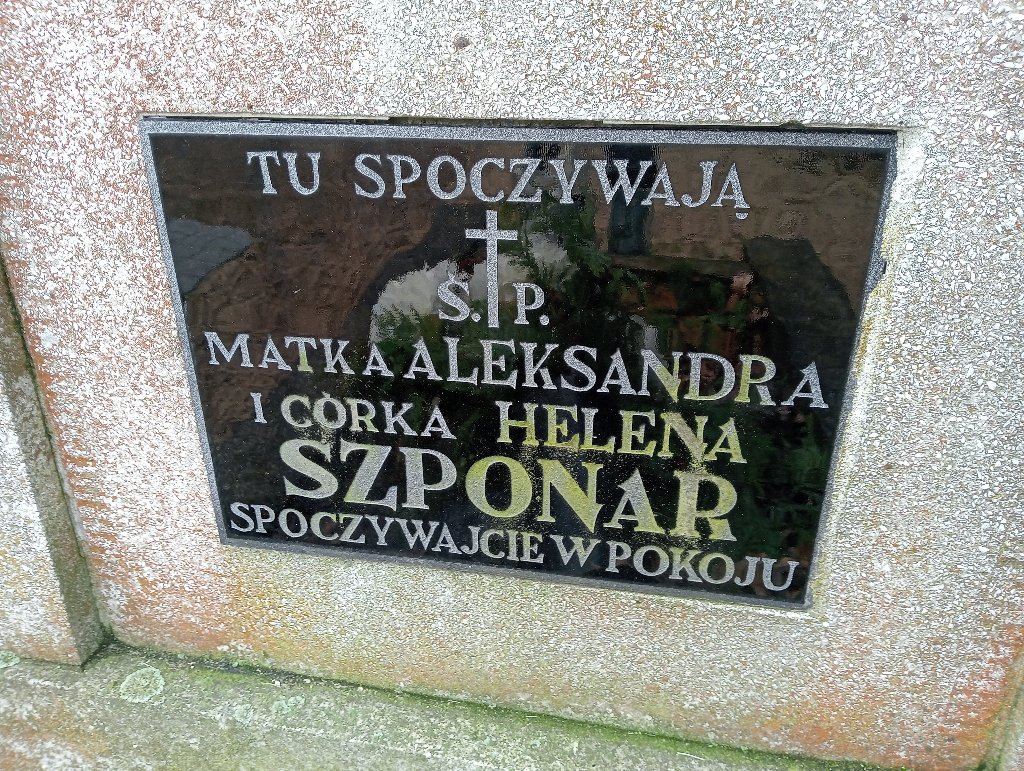 TU SPOCZYWAJĄ
S. P.
MATKA ALEKSANDRA
I CÓRKA HELENA
SZPONAR
SPOCZYWAJCIE W POKOJU